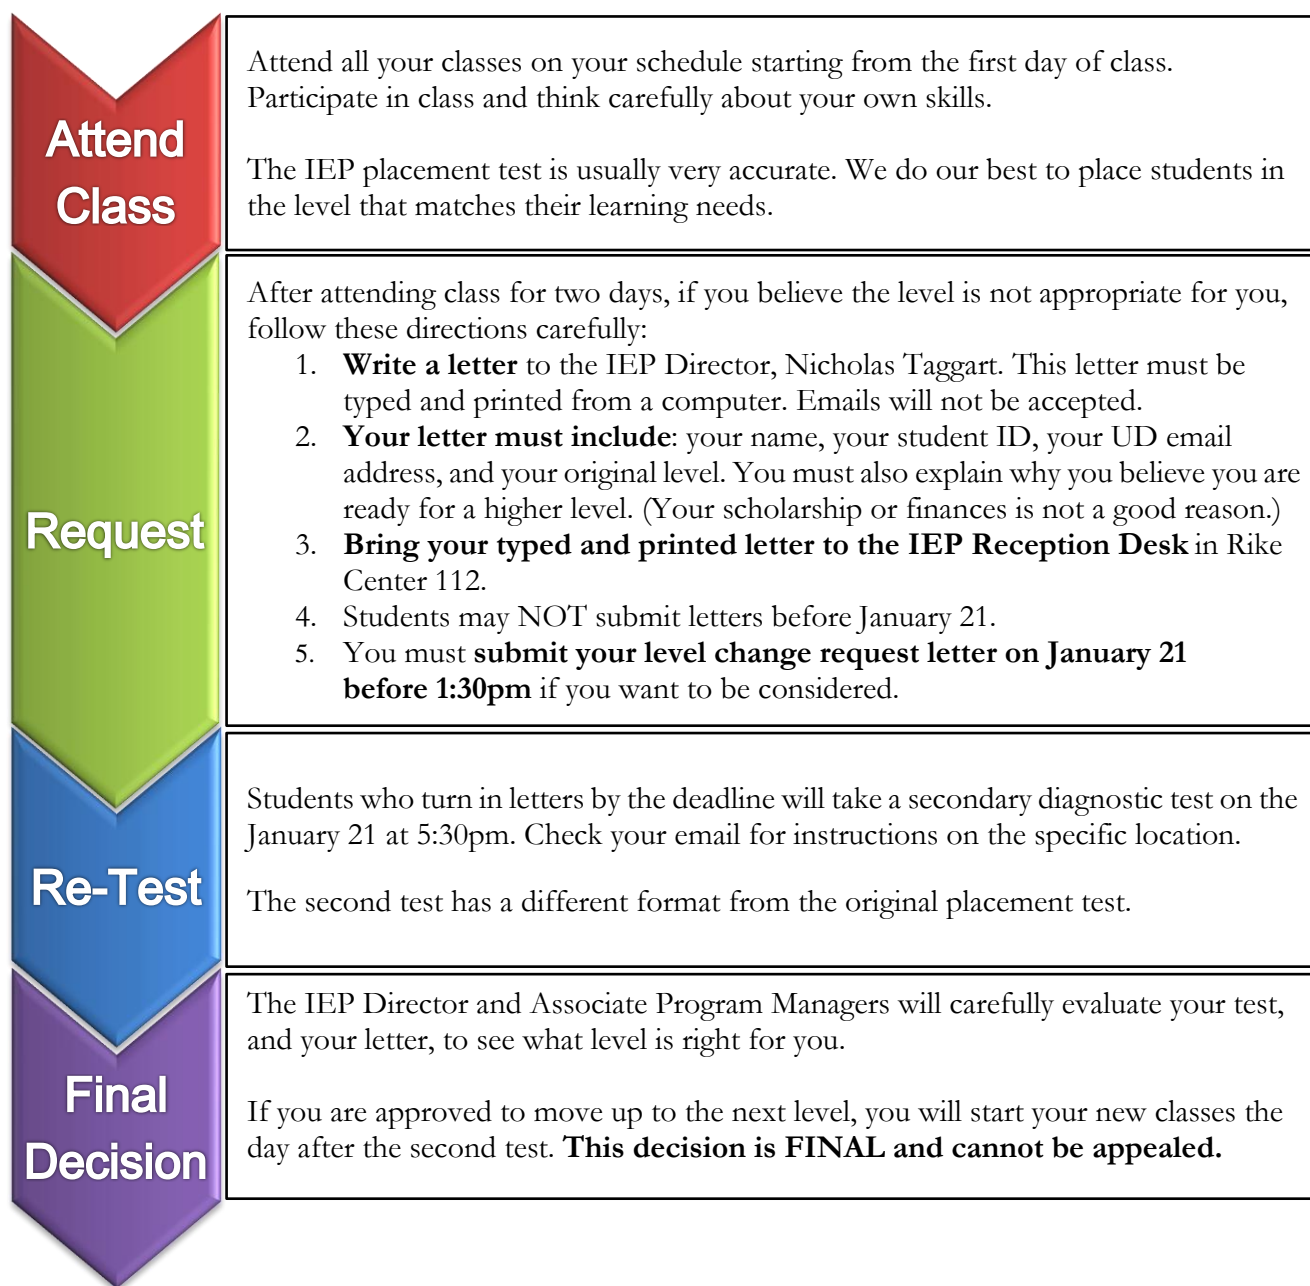 Attend
Class
Attend all your classes on your schedule starting from the first day of class.
Participate in class and think carefully about your own skills.
The IEP placement test is usually very accurate. We do our best to place students in
the level that matches their learning needs.
Request
After attending class for two days, if you believe the level is not appropriate for you,
follow these directions carefully:
1. Write a letter to the IEP Director, Nicholas Taggart. This letter must be
typed and printed from a computer. Emails will not be accepted.
2. Your letter must include: your name, your student ID, your UD email
address, and your original level. You must also explain why you believe you are
ready for a higher level. (Your scholarship or finances is not a good reason.)
3. Bring your typed and printed letter to the IEP Reception Desk in Rike
Center 112.
4. Students may NOT submit letters before January 21.
5. You must submit your level change request letter on January 21
before 1:30pm if you want to be considered.
Re-Test
Students who turn in letters by the deadline will take a secondary diagnostic test on the
January 21 at 5:30pm. Check your email for instructions on the specific location.
The second test has a different format from the original placement test.
Final
Decision
The IEP Director and Associate Program Managers will carefully evaluate your test,
and your letter, to see what level is right for you.
If you are approved to move up to the next level, you will start your new classes the
day after the second test. This decision is FINAL and cannot be appealed.